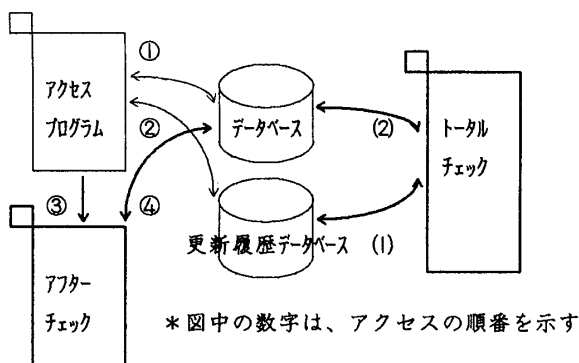 ①
アクセス
プログラム
②
③
④
アフター
チェック
データベース
更新履歴データベース
(1)
(2)
トータル
チェック
*図中の数字は、アクセスの順番を示す